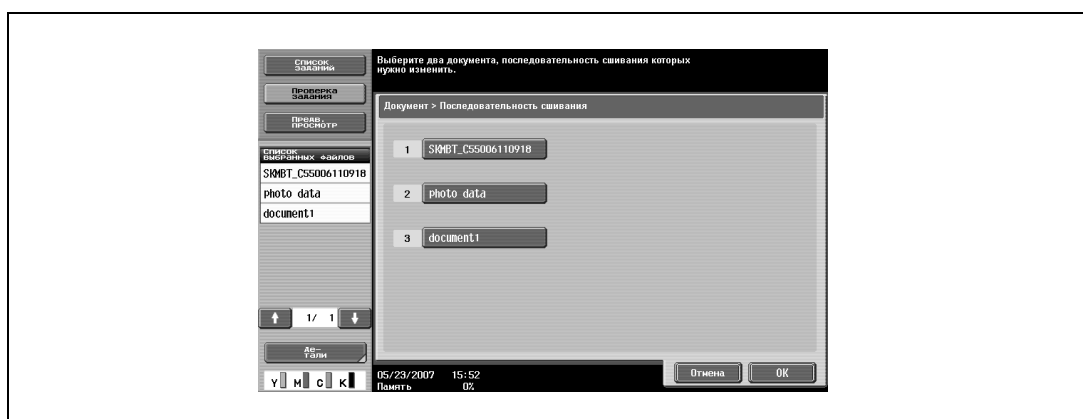 Список
заданий
Проверка
задания
Предв.
просмотр
Список
выбранных файлов
SKMBT_C55006110918
photo data
document1
1/ 1
Де-
тали
Y M C K
Выберите два документа, последовательность сшивания которых
нужно изменить.
Документ > Последовательность сшивания
1 SKMBT_C55006110918
2 photo data
3 document1
05/23/2007 15:52
Память 0%
Отмена OK